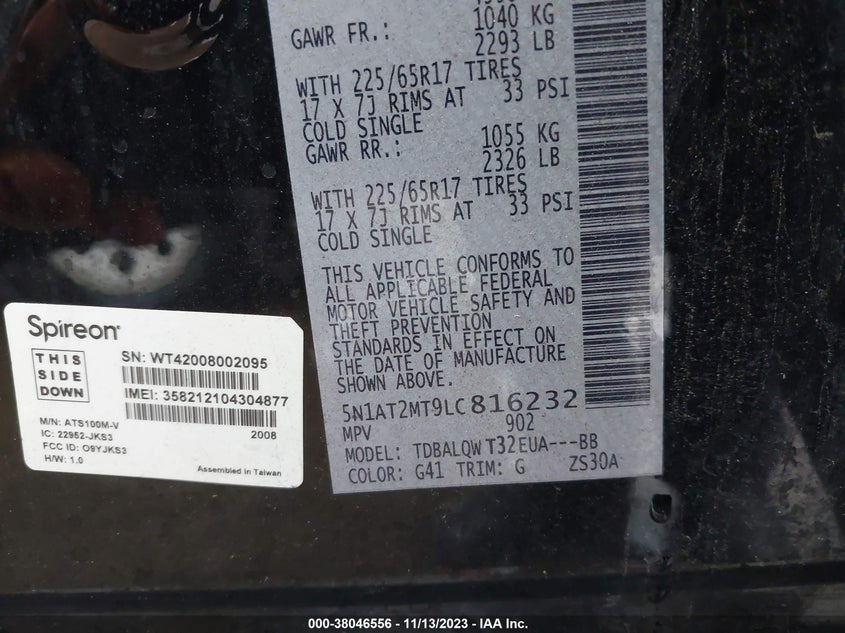 1040 KG
GAWR FR.: 2293 LB
WITH 225/65R17 TIRES
17 X 7J RIMS AT 33 PSI
COLD SINGLE
1055 KG
GAWR RR.: 2326 LB
WITH 225/65R17 TIRES
17 X 7J RIMS AT 33 PSI
COLD SINGLE
THIS VEHICLE CONFORMS TO
ALL APPLICABLE FEDERAL
MOTOR VEHICLE SAFETY AND
THEFT PREVENTION
STANDARDS IN EFFECT ON
THE DATE OF MANUFACTURE
SHOWN ABOVE.
5N1AT2MT9LC816232
MPV 902
MODEL: TDBALQW T32EUA---BB
COLOR: G41 TRIM: G ZS30A
Spireon
THIS
SIDE
DOWN
SN: WT42008002095
IMEI: 358212104304877
2008
M/N: ATS100M-V
IC: 22952-JKS3
FCC ID: O9YJKS3
H/W: 1.0
Assembled in Taiwan
000-38046556 - 11/13/2023 - IAA Inc.